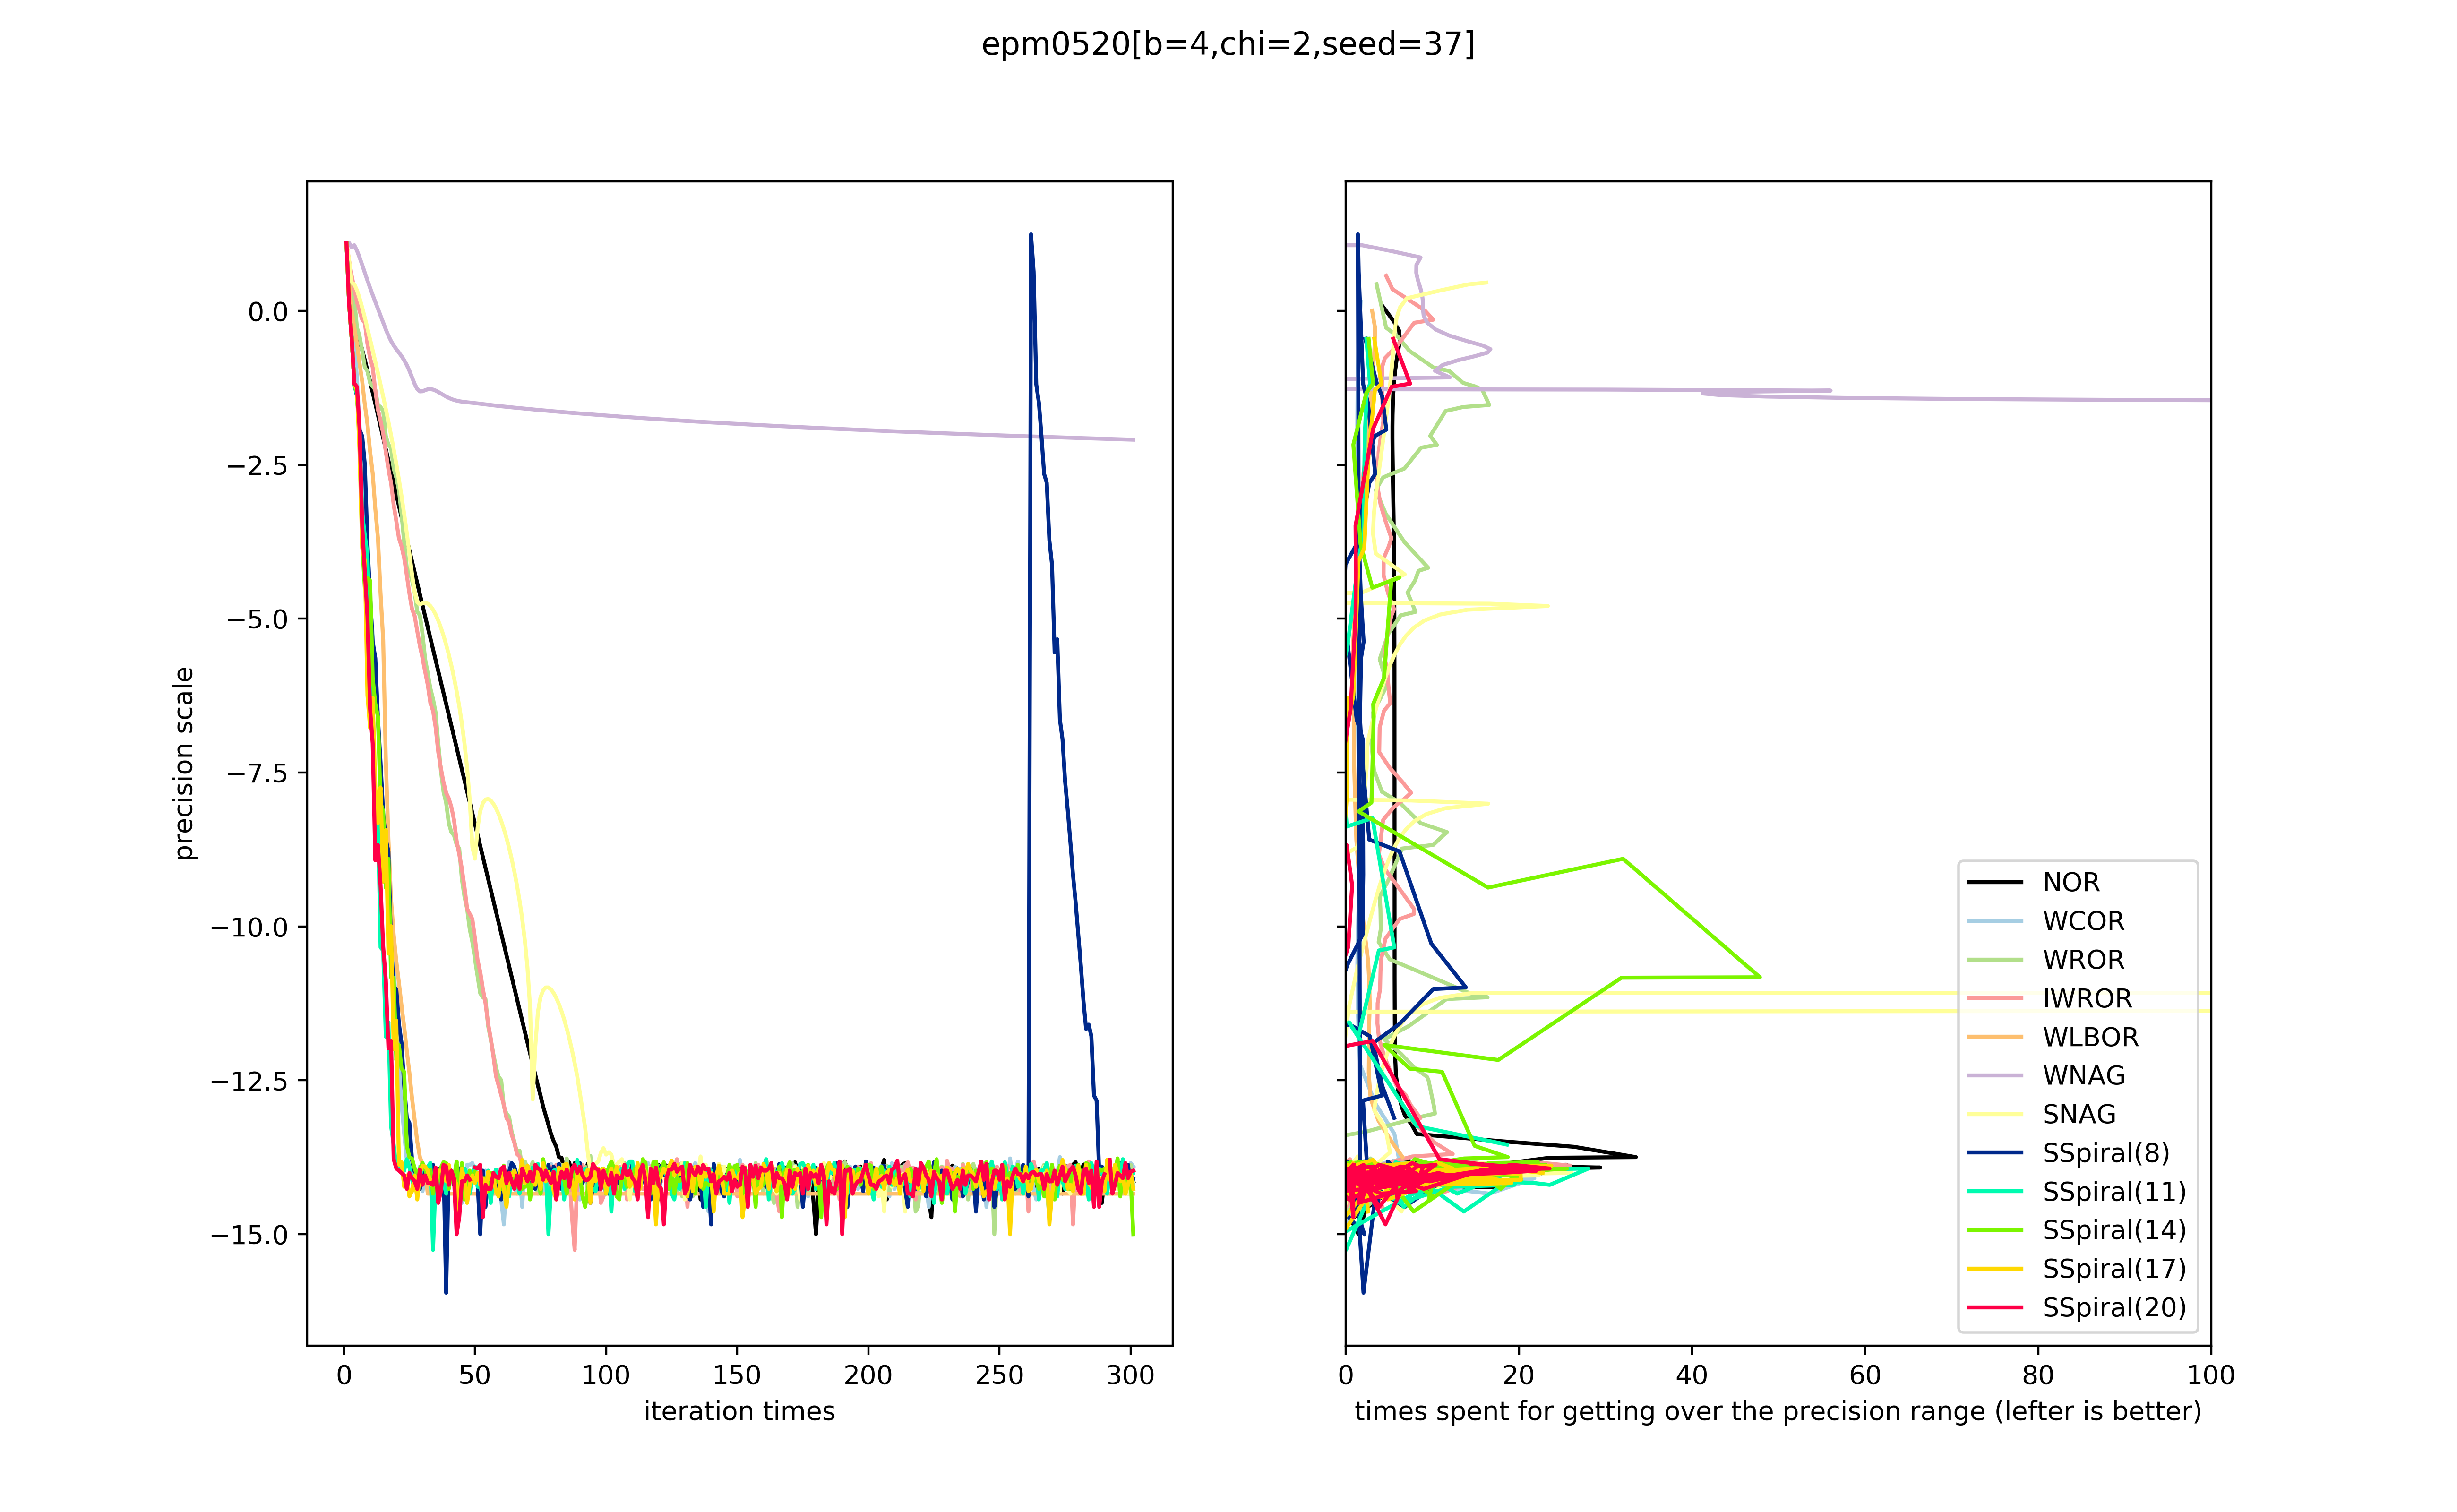 epm0520[b=4,chi=2,seed=37]
precision scale
0.0
−2.5
−5.0
−7.5
−10.0
−12.5
−15.0
0 50 100 150 200 250 300
iteration times
0 20 40 60 80 100
times spent for getting over the precision range (lefter is better)
NOR
WCOR
WROR
IWROR
WLBOR
WNAG
SNAG
SSpiral(8)
SSpiral(11)
SSpiral(14)
SSpiral(17)
SSpiral(20)